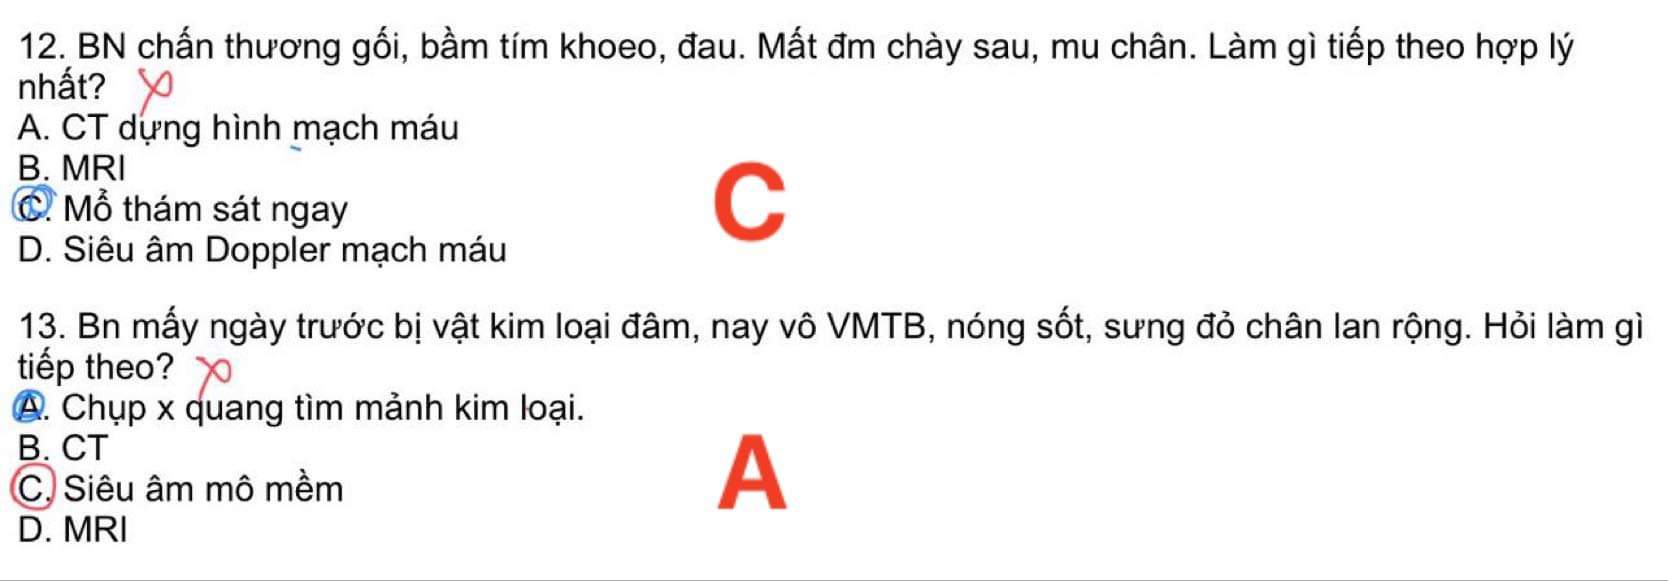 12. BN chấn thương gối, bầm tím khoeo, đau. Mất đm chày sau, mu chân. Làm gì tiếp theo hợp lý
nhất?
A. CT dựng hình mạch máu
B. MRI
C. Mổ thám sát ngay
D. Siêu âm Doppler mạch máu
C
13. Bn mấy ngày trước bị vật kim loại đâm, nay vô VMTB, nóng sốt, sưng đỏ chân lan rộng. Hỏi làm gì
tiếp theo?
A. Chụp x quang tìm mảnh kim loại.
B. CT
C. Siêu âm mô mềm
D. MRI
A